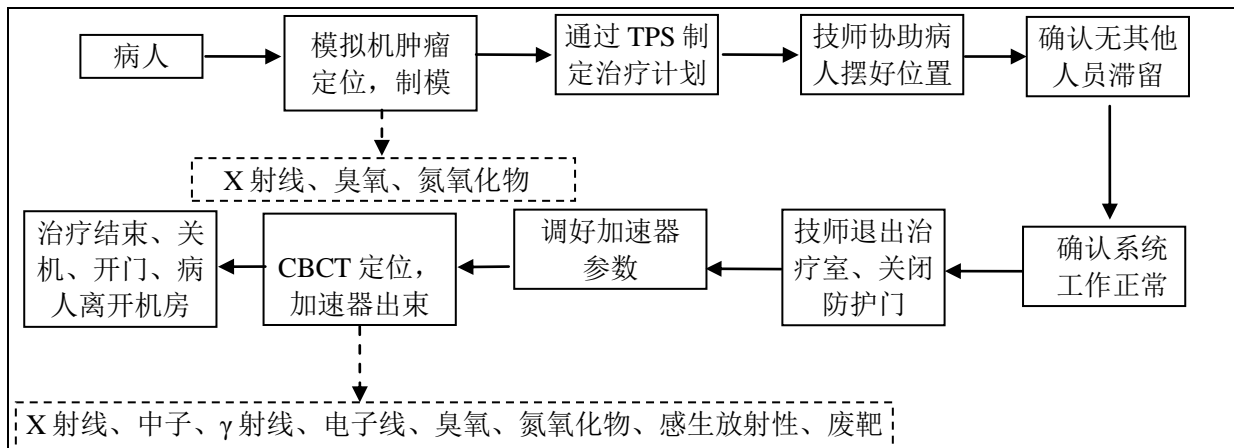 病人
模拟机肿瘤
定位，制模
通过 TPS 制
定治疗计划
技师协助病
人摆好位置
确认无其他
人员滞留
X 射线、臭氧、氮氧化物
确认系统
工作正常
技师退出治
疗室、关闭
防护门
调好加速器
参数
CBCT 定位，
加速器出束
治疗结束、关
机、开门、病
人离开机房
X 射线、中子、γ 射线、电子线、臭氧、氮氧化物、感生放射性、废靶